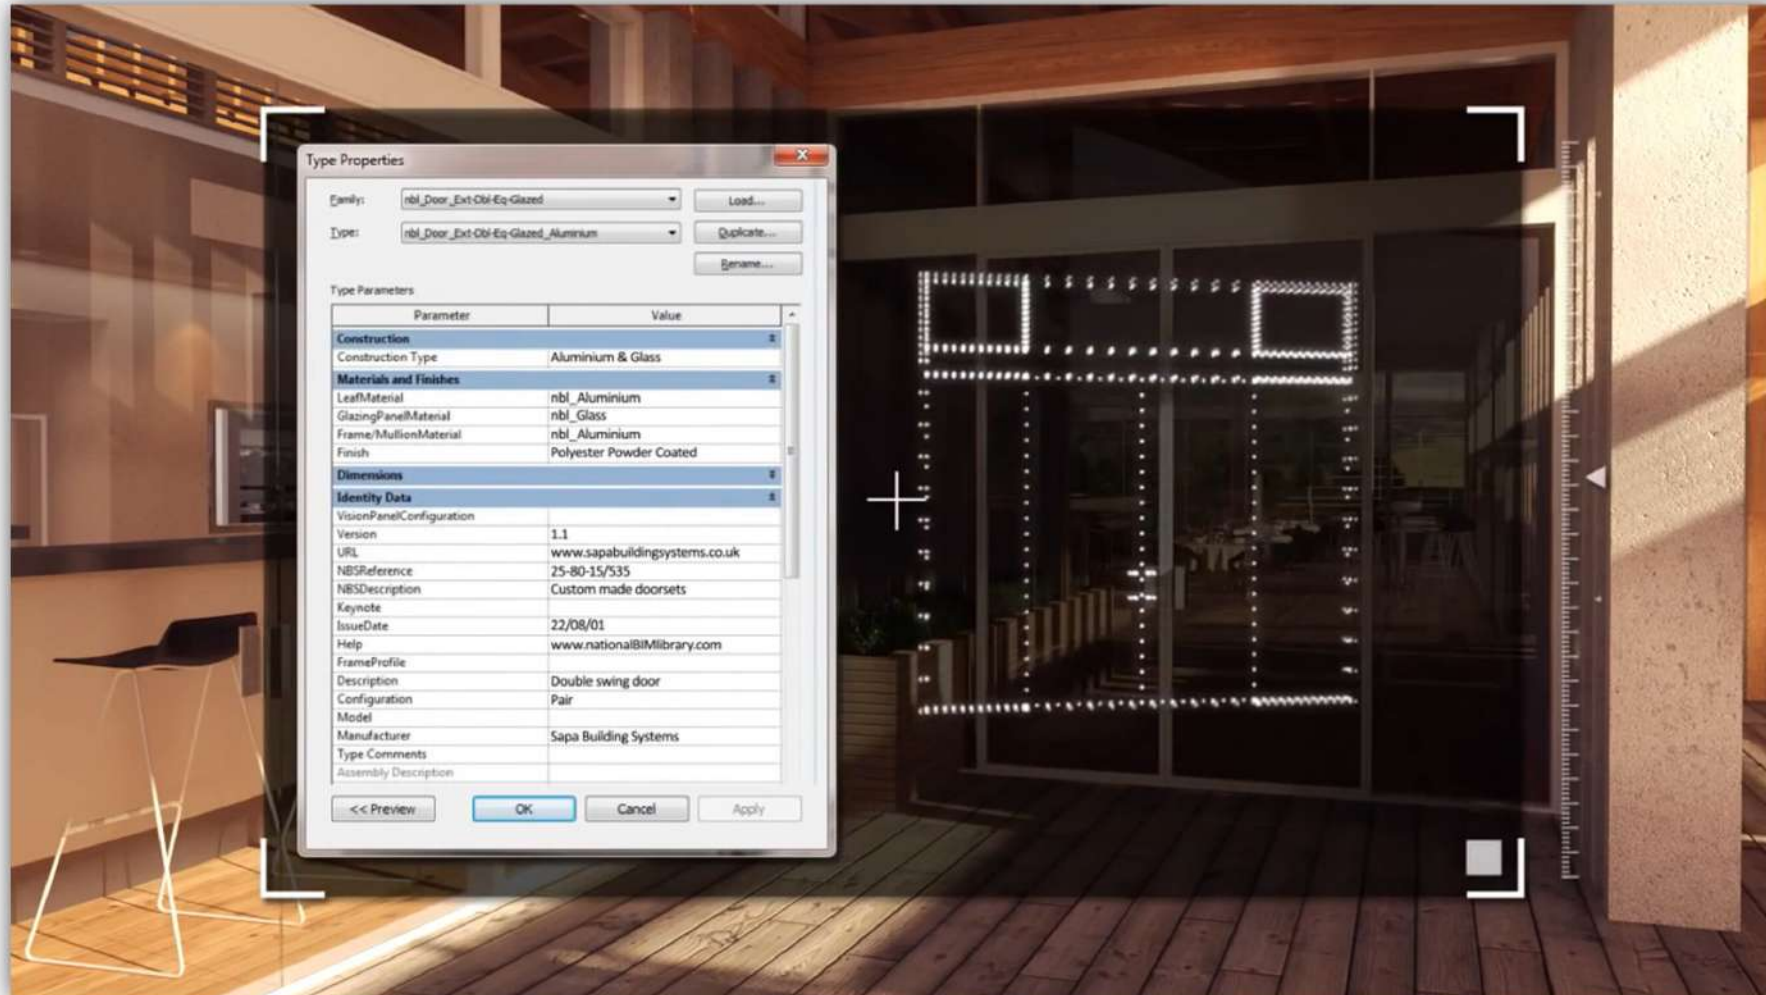 Type Properties
Family: nbl_Door_Ext-Dbl-Eq-Glazed Load...
Type: nbl_Door_Ext-Dbl-Eq-Glazed_Aluminium Duplicate...
Rename...
Type Parameters
Parameter Value
Construction
Construction Type Aluminium & Glass
Materials and Finishes
LeafMaterial nbl_Aluminium
GlazingPanelMaterial nbl_Glass
Frame/MullionMaterial nbl_Aluminium
Finish Polyester Powder Coated
Dimensions
Identity Data
VisionPanelConfiguration
Version 1.1
URL www.sapabuildingsystems.co.uk
NBSReference 25-80-15/535
NBSDescription Custom made doorsets
Keynote
IssueDate 22/08/01
Help www.nationalBIMlibrary.com
FrameProfile
Description Double swing door
Configuration Pair
Model
Manufacturer Sapa Building Systems
Type Comments
Assembly Description
<< Preview OK Cancel Apply